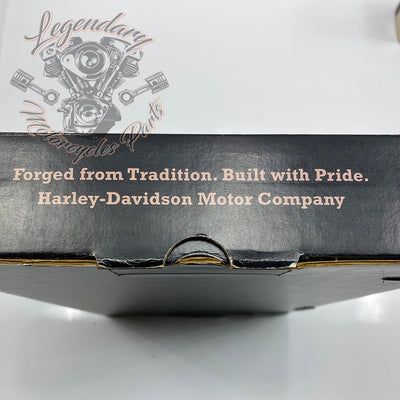 Legendary
Motorcycles Parts
Forged from Tradition. Built with Pride.
Harley-Davidson Motor Company